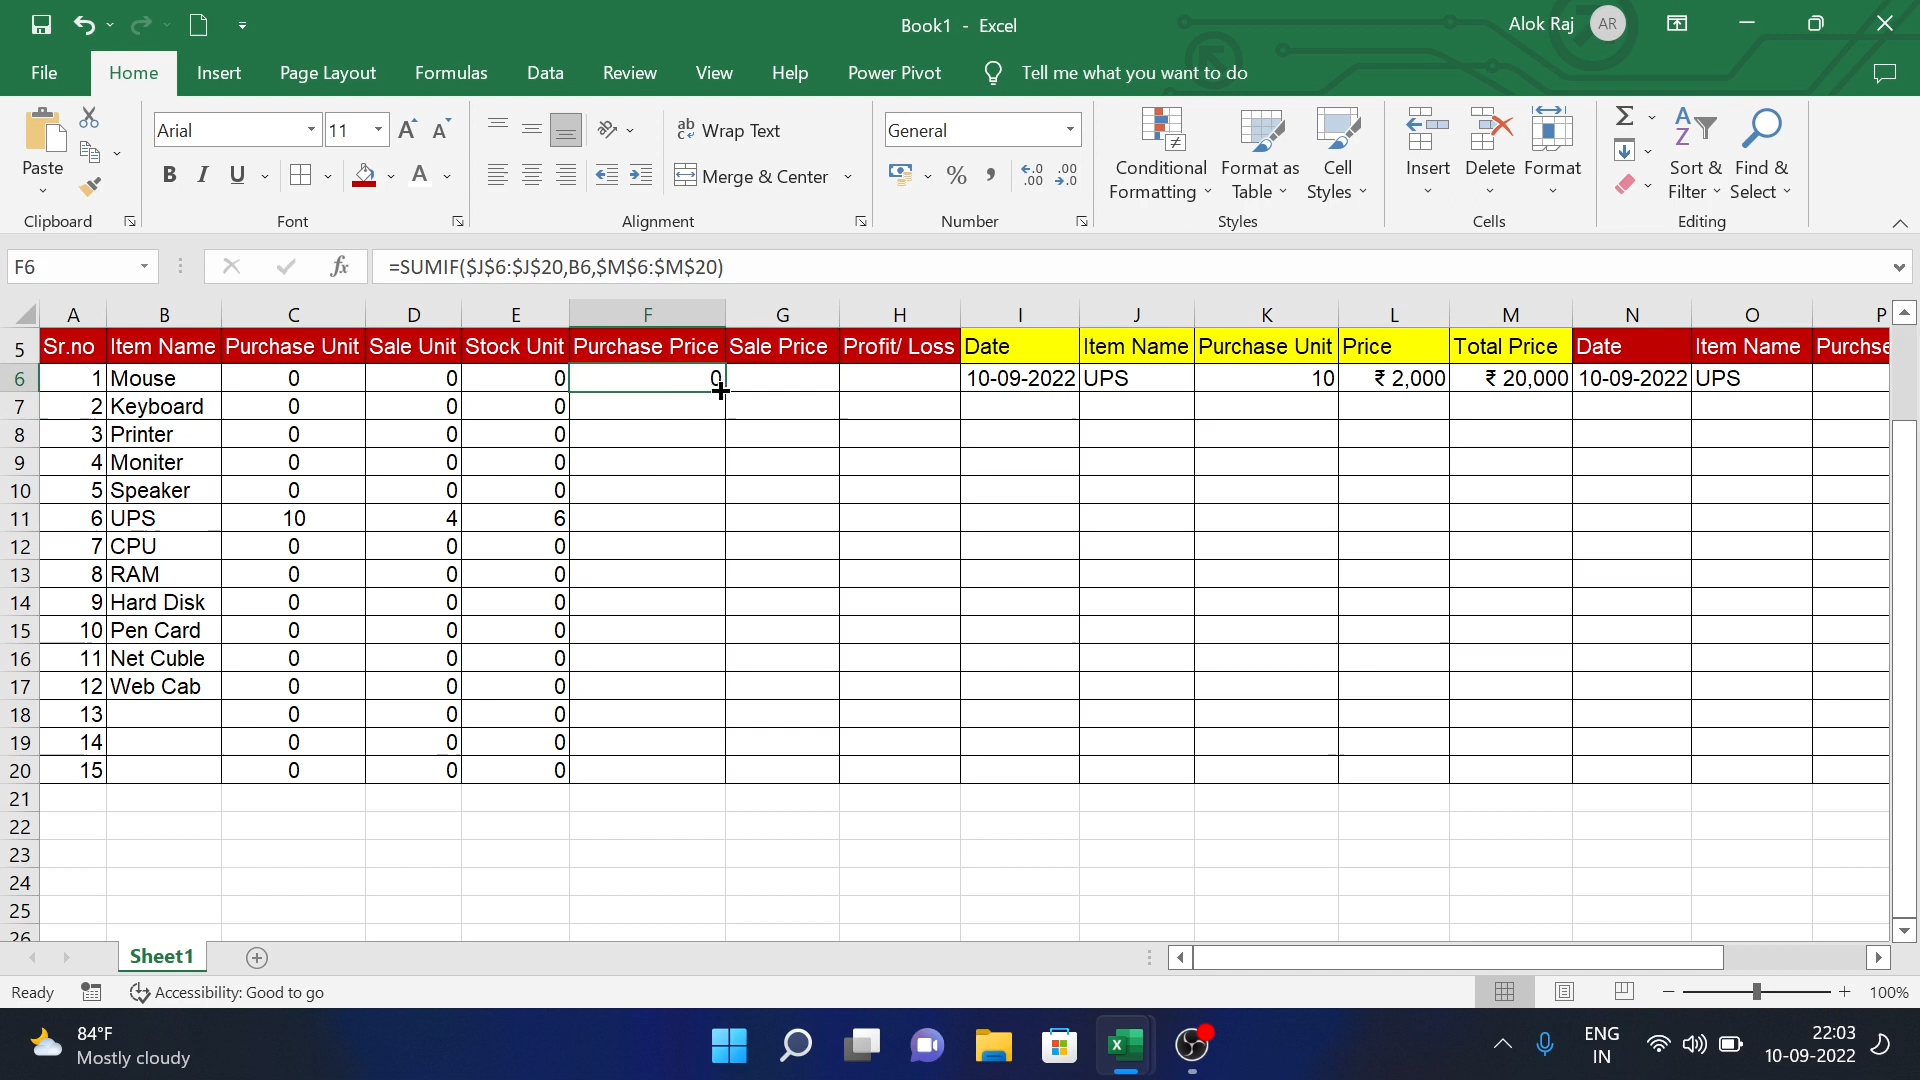 Book1 - Excel
Alok Raj AR
File Home Insert Page Layout Formulas Data Review View Help Power Pivot Tell me what you want to do
Paste
Clipboard
Arial 11
B I U A
Font
ab Wrap Text
Merge & Center
Alignment
General
% ,
Number
Conditional Formatting
Format as Table
Cell Styles
Styles
Insert Delete Format
Cells
Sort & Filter
Find & Select
Editing
F6 fx =SUMIF($J$6:$J$20,B6,$M$6:$M$20)
A B C D E F G H I J K L M N O P
5 Sr.no Item Name Purchase Unit Sale Unit Stock Unit Purchase Price Sale Price Profit/ Loss Date Item Name Purchase Unit Price Total Price Date Item Name Purchse
6 1 Mouse 0 0 0 0 10-09-2022 UPS 10 ₹ 2,000 ₹ 20,000 10-09-2022 UPS
7 2 Keyboard 0 0 0
8 3 Printer 0 0 0
9 4 Moniter 0 0 0
10 5 Speaker 0 0 0
11 6 UPS 10 4 6
12 7 CPU 0 0 0
13 8 RAM 0 0 0
14 9 Hard Disk 0 0 0
15 10 Pen Card 0 0 0
16 11 Net Cuble 0 0 0
17 12 Web Cab 0 0 0
18 13 0 0 0
19 14 0 0 0
20 15 0 0 0
21
22
23
24
25
26
Sheet1
Ready Accessibility: Good to go 100%
84°F
Mostly cloudy
ENG
IN
22:03
10-09-2022